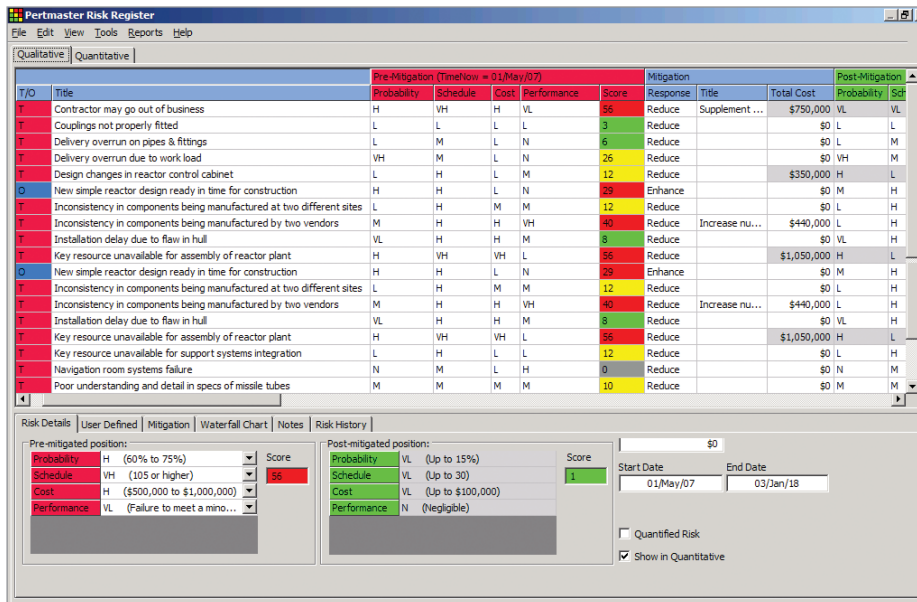 Pertmaster Risk Register
File Edit View Tools Reports Help
Qualitative Quantitative
Pre-Mitigation (TimeNow = 01/May/07) Mitigation Post-Mitigation
T/O Title Probability Schedule Cost Performance Score Response Title Total Cost Probability Sch
T Contractor may go out of business H VH H VL 56 Reduce Supplement ... $750,000 VL VL
T Couplings not properly fitted L L L L 3 Reduce $0 L L
T Delivery overrun on pipes & fittings L M L N 6 Reduce $0 L M
T Delivery overrun due to work load VH M L N 26 Reduce $0 VH M
T Design changes in reactor control cabinet L H L M 12 Reduce $350,000 H L
O New simple reactor design ready in time for construction H H L N 29 Enhance $0 M H
T Inconsistency in components being manufactured at two different sites L H M M 12 Reduce $0 L H
T Inconsistency in components being manufactured by two vendors M H H VH 40 Reduce Increase nu... $440,000 L H
T Installation delay due to flaw in hull VL H H M 8 Reduce $0 VL H
T Key resource unavailable for assembly of reactor plant H VH VH L 56 Reduce $1,050,000 H L
O New simple reactor design ready in time for construction H H L N 29 Enhance $0 M H
T Inconsistency in components being manufactured at two different sites L H M M 12 Reduce $0 L H
T Inconsistency in components being manufactured by two vendors M H H VH 40 Reduce Increase nu... $440,000 L H
T Installation delay due to flaw in hull VL H H M 8 Reduce $0 VL H
T Key resource unavailable for assembly of reactor plant H VH VH L 56 Reduce $1,050,000 H L
T Key resource unavailable for support systems integration L H L L 12 Reduce $0 L H
T Navigation room systems failure N M L H 0 Reduce $0 N M
T Poor understanding and detail in specs of missile tubes M M M M 10 Reduce $0 M M
Risk Details User Defined Mitigation Waterfall Chart Notes Risk History
Pre-mitigated position: Post-mitigated position: $0
Probability H (60% to 75%) Score Probability VL (Up to 15%) Score
Schedule VH (105 or higher) 56 Schedule VL (Up to 30) 1 Start Date End Date
Cost H ($500,000 to $1,000,000) Cost VL (Up to $100,000) 01/May/07 03/Jan/18
Performance VL (Failure to meet a mino... Performance N (Negligible)
Quantified Risk
Show in Quantitative